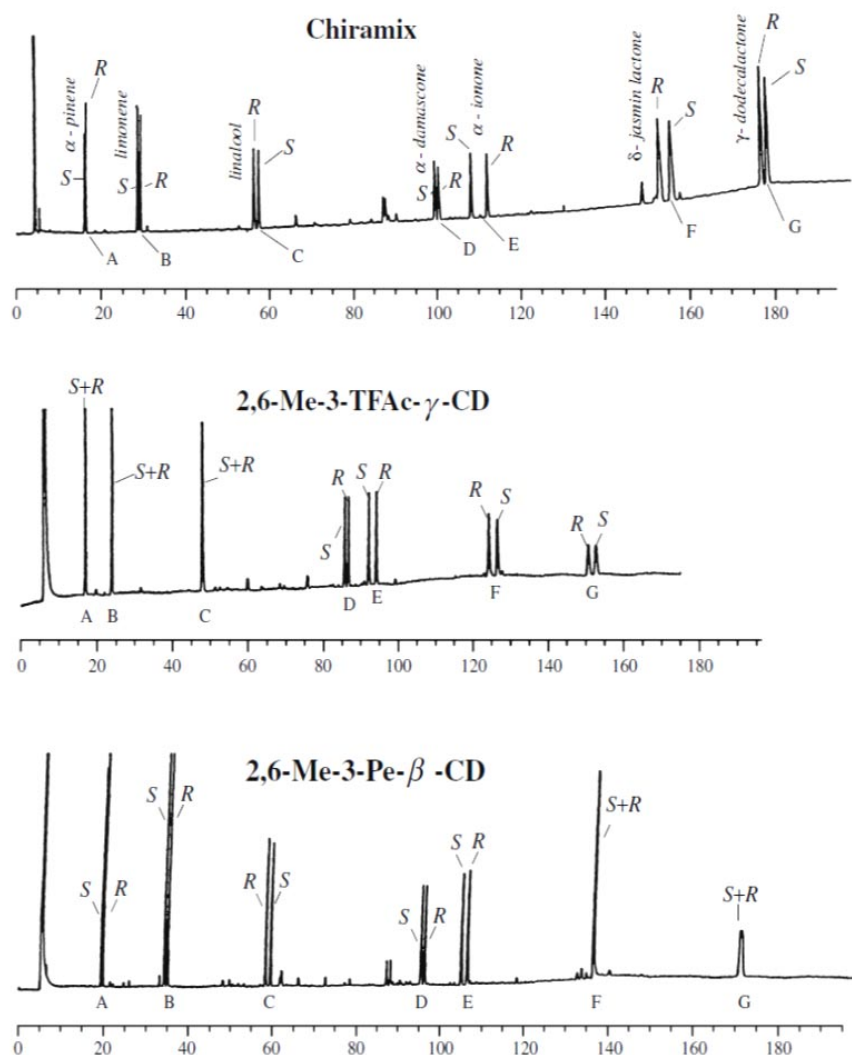 Chiramix
α - pinene
R
S
limonene
S
R
linalool
R
S
α - damascone
S
R
S
α - ionone
R
δ - jasmin lactone
R
S
γ - dodecalactone
R
S
A
B
C
D
E
F
G
0 20 40 60 80 100 120 140 160 180
2,6-Me-3-TFAc-γ-CD
S+R
S+R
S+R
R
S
S
R
R
S
R
S
A
B
C
D
E
F
G
0 20 40 60 80 100 120 140 160 180
2,6-Me-3-Pe-β -CD
S
R
S
R
R
S
S
R
S
R
S+R
S+R
A
B
C
D
E
F
G
0 20 40 60 80 100 120 140 160 180